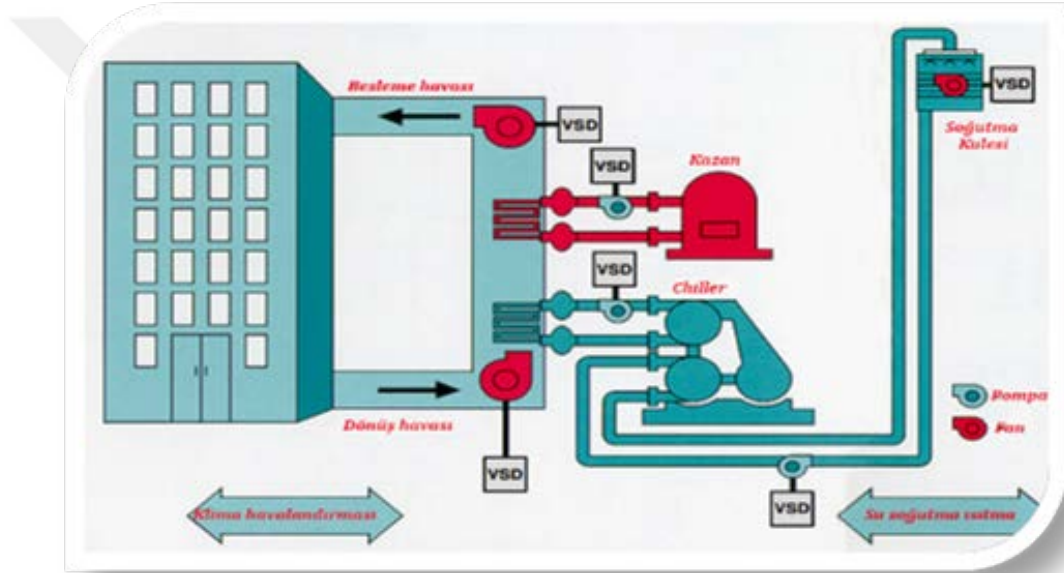 Besleme havası
VSD
VSD
Kazan
VSD
Soğutma
Kulesi
VSD
Chiller
Dönüş havası
VSD
Pompa
Fan
VSD
Klima havalandırması
Su soğutma ısıtma